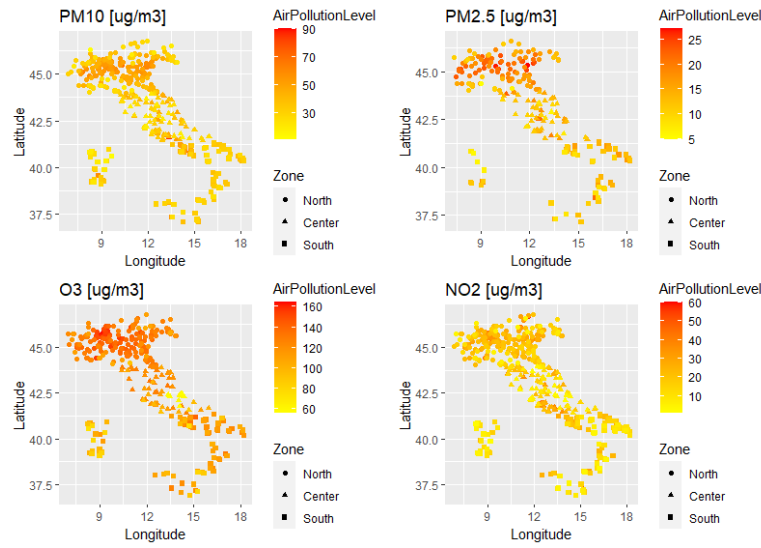 PM10 [ug/m3]
AirPollutionLevel
90
60
30
45.0
42.5
40.0
37.5
Latitude
9 12 15 18
Longitude
Zone
North
Center
South
PM2.5 [ug/m3]
AirPollutionLevel
25
20
15
10
5
45.0
42.5
40.0
37.5
Latitude
9 12 15 18
Longitude
Zone
North
Center
South
O3 [ug/m3]
AirPollutionLevel
160
140
120
100
80
60
45.0
42.5
40.0
37.5
Latitude
9 12 15 18
Longitude
Zone
North
Center
South
NO2 [ug/m3]
AirPollutionLevel
60
50
40
30
20
10
45.0
42.5
40.0
37.5
Latitude
9 12 15 18
Longitude
Zone
North
Center
South